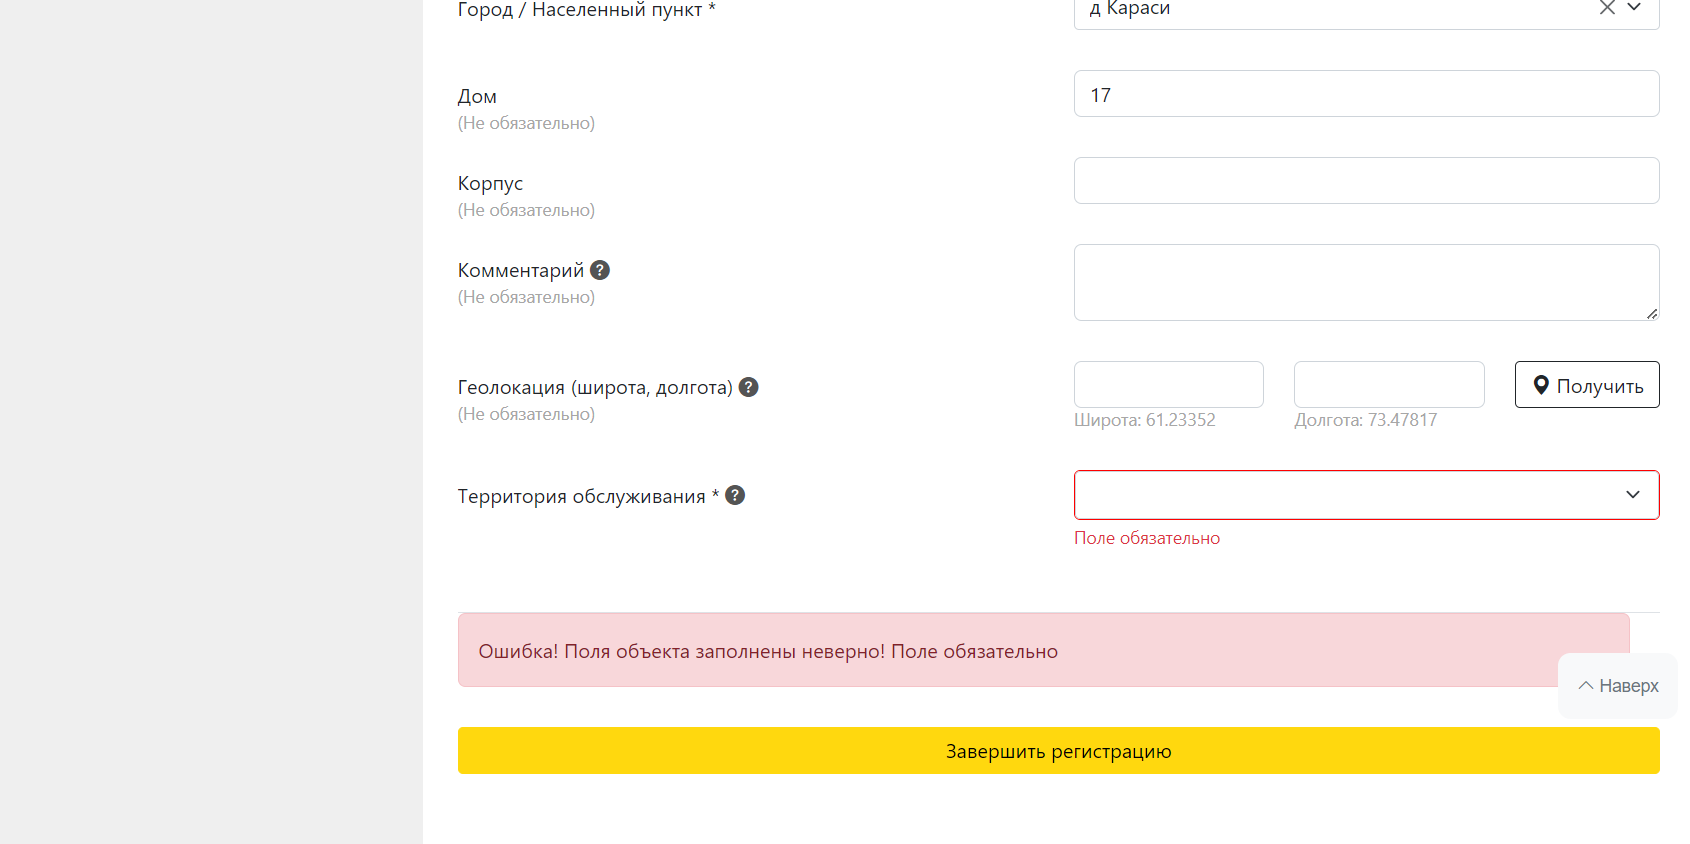 Город / Населенный пункт *
д Караси
Дом
(Не обязательно)
17
Корпус
(Не обязательно)
Комментарий ?
(Не обязательно)
Геолокация (широта, долгота) ?
(Не обязательно)
Получить
Широта: 61.23352
Долгота: 73.47817
Территория обслуживания * ?
Поле обязательно
Ошибка! Поля объекта заполнены неверно! Поле обязательно
Наверх
Завершить регистрацию